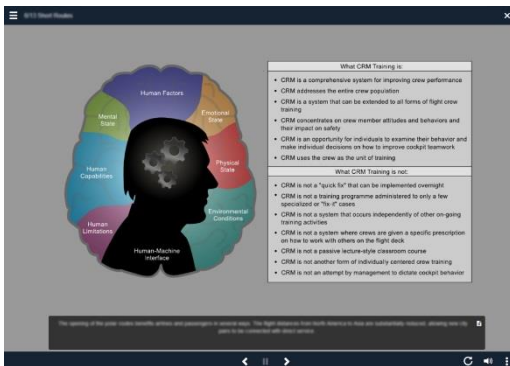 Human Factors
Mental
State
Emotional
State
Human
Capabilities
Physical
State
Human
Limitations
Environmental
Conditions
Human-Machine
Interface
What CRM Training is:
• CRM is a comprehensive system for improving crew performance
• CRM addresses the entire crew population
• CRM is a system that can be extended to all forms of flight crew
training
• CRM concentrates on crew member attitudes and behaviors and
their impact on safety
• CRM is an opportunity for individuals to examine their behavior and
make individual decisions on how to improve cockpit teamwork
• CRM uses the crew as the unit of training
What CRM Training is not:
• CRM is not a "quick fix" that can be implemented overnight
• CRM is not a training programme administered to only a few
specialized or "fix-it" cases
• CRM is not a system that occurs independently of other on-going
training activities
• CRM is not a system where crews are given a specific prescription
on how to work with others on the flight deck
• CRM is not a passive lecture-style classroom course
• CRM is not another form of individually centered crew training
• CRM is not an attempt by management to dictate cockpit behavior